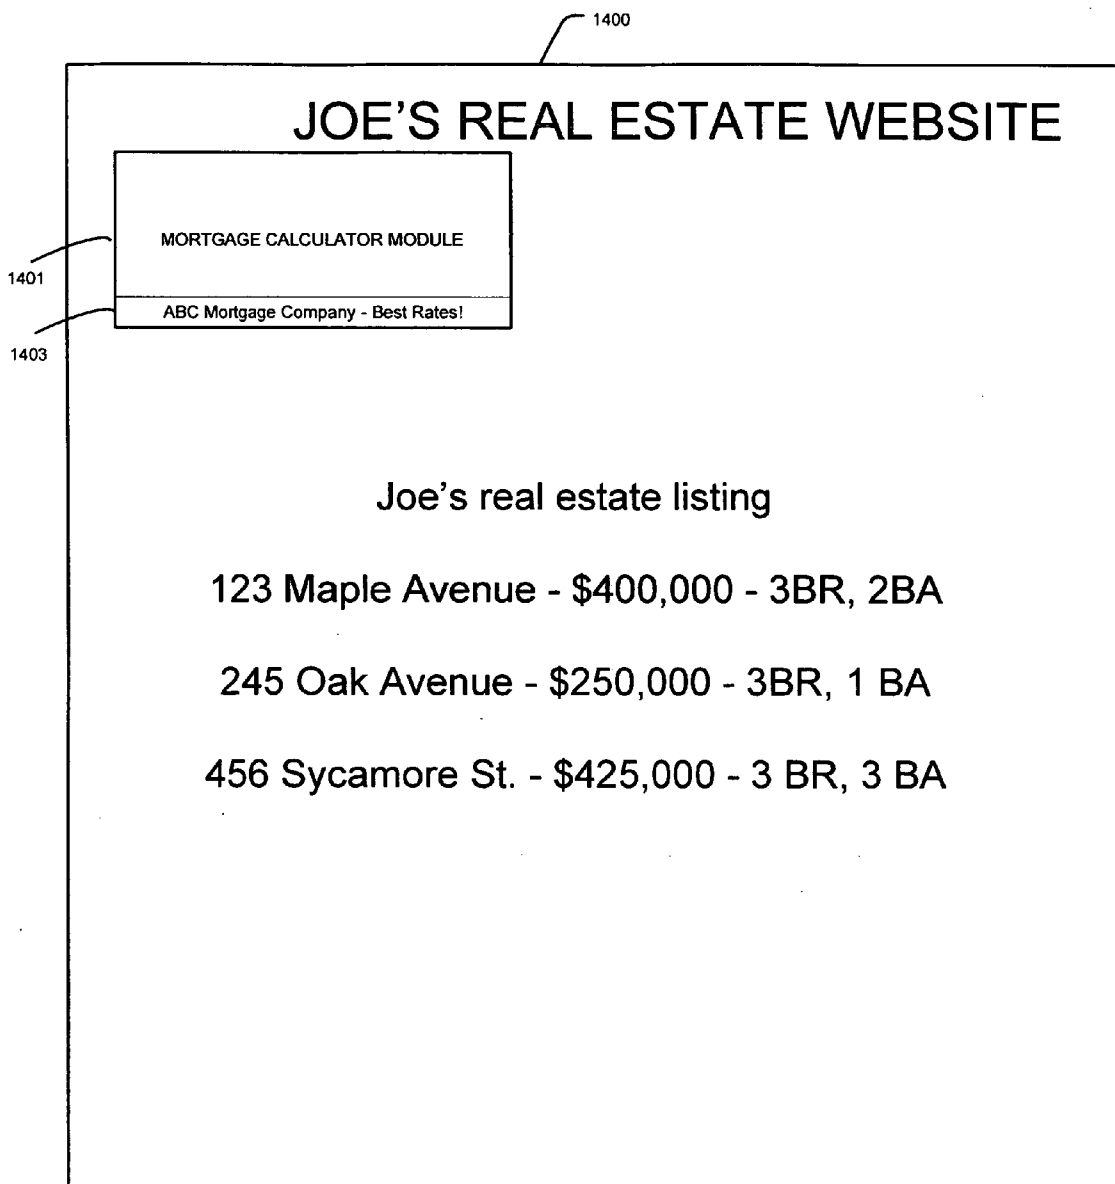 1400
JOE'S REAL ESTATE WEBSITE
MORTGAGE CALCULATOR MODULE
1401
ABC Mortgage Company - Best Rates!
1403
Joe's real estate listing
123 Maple Avenue - $400,000 - 3BR, 2BA
245 Oak Avenue - $250,000 - 3BR, 1 BA
456 Sycamore St. - $425,000 - 3 BR, 3 BA